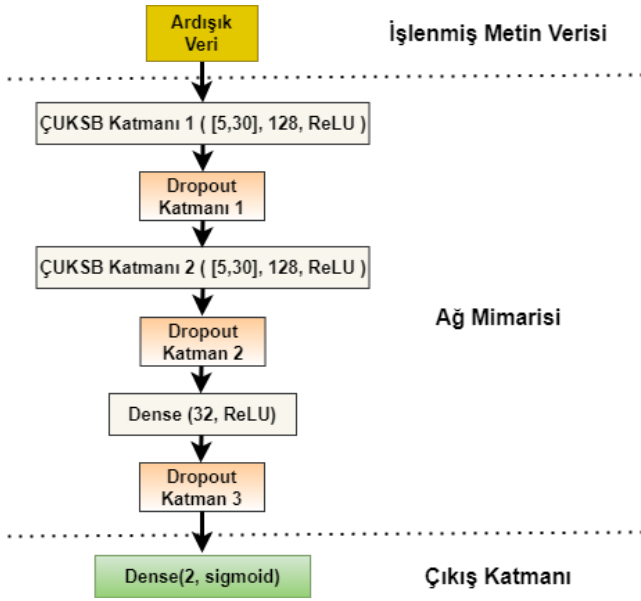 Ardışık
Veri
İşlenmiş Metin Verisi
ÇUKSB Katmanı 1 ( [5,30], 128, ReLU )
Dropout
Katmanı 1
ÇUKSB Katmanı 2 ( [5,30], 128, ReLU )
Ağ Mimarisi
Dropout
Katman 2
Dense (32, ReLU)
Dropout
Katman 3
Dense(2, sigmoid)
Çıkış Katmanı